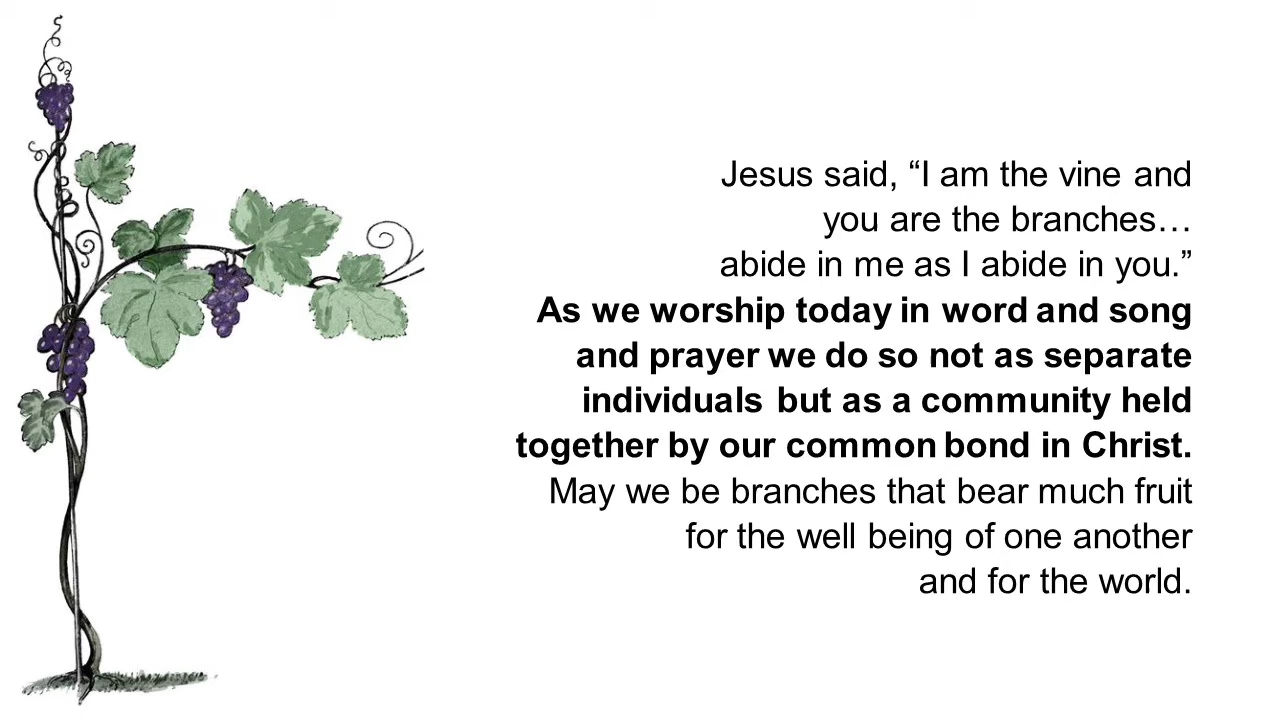 Jesus said, “I am the vine and
you are the branches…
abide in me as I abide in you.”
As we worship today in word and song
and prayer we do so not as separate
individuals but as a community held
together by our common bond in Christ.
May we be branches that bear much fruit
for the well being of one another
and for the world.